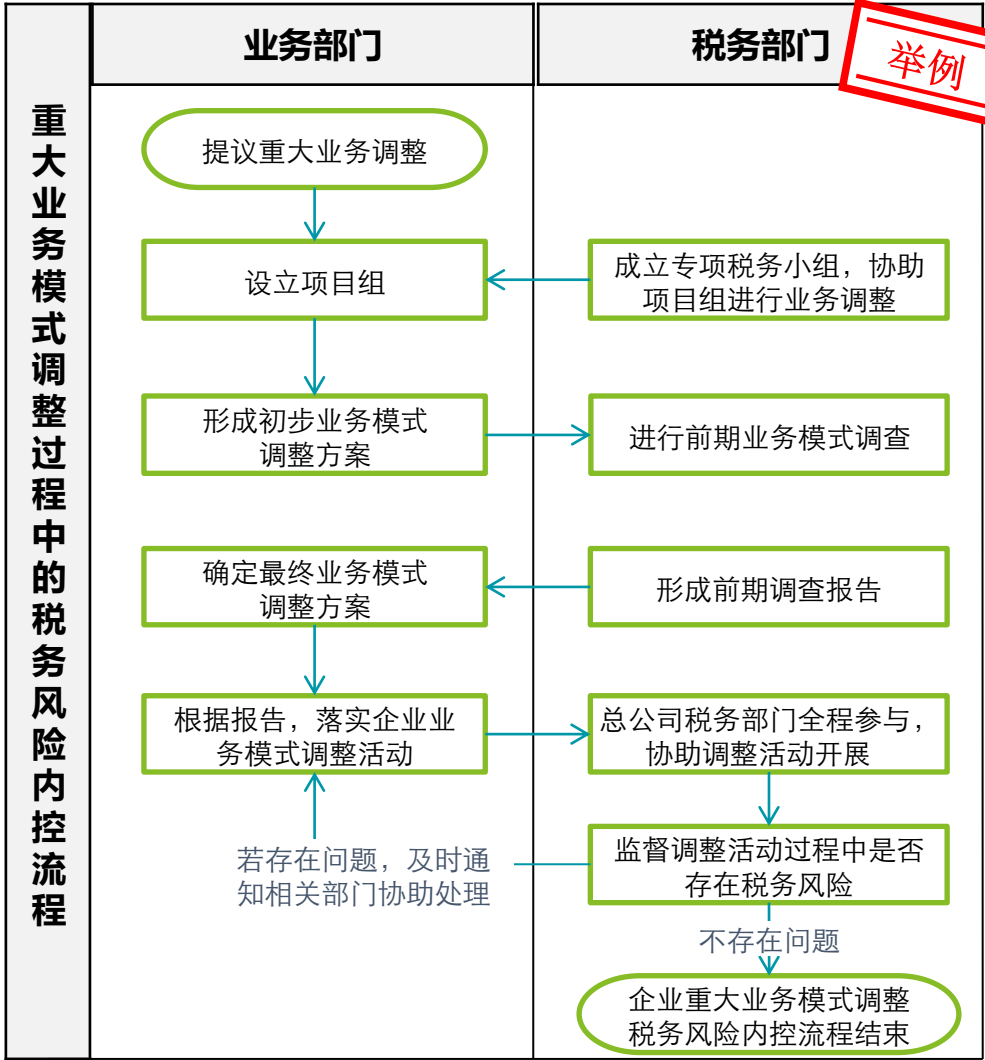 重大业务模式调整过程中的税务风险内控流程
业务部门
税务部门
举例
提议重大业务调整
设立项目组
成立专项税务小组，协助
项目组进行业务调整
形成初步业务模式
调整方案
进行前期业务模式调查
确定最终业务模式
调整方案
形成前期调查报告
根据报告，落实企业业
务模式调整活动
总公司税务部门全程参与，
协助调整活动开展
若存在问题，及时通
知相关部门协助处理
监督调整活动过程中是否
存在税务风险
不存在问题
企业重大业务模式调整
税务风险内控流程结束